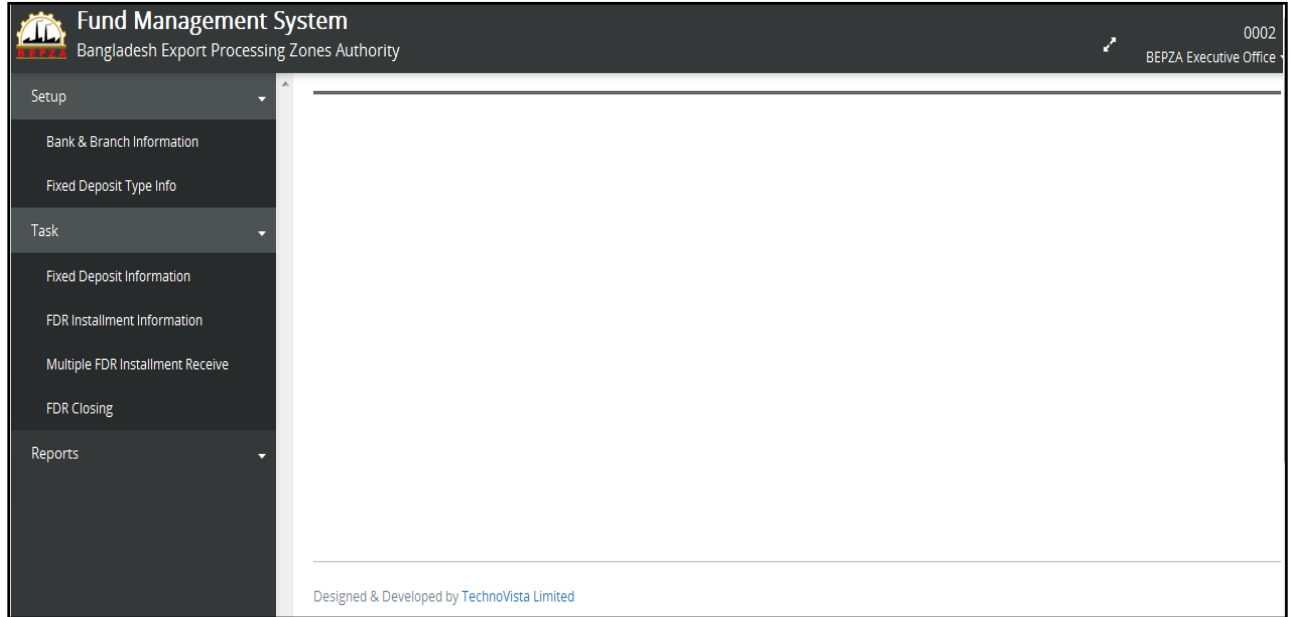 Fund Management System
Bangladesh Export Processing Zones Authority
BEPZA
0002
BEPZA Executive Office
Setup
Bank & Branch Information
Fixed Deposit Type Info
Task
Fixed Deposit Information
FDR Installment Information
Multiple FDR Installment Receive
FDR Closing
Reports
Designed & Developed by TechnoVista Limited